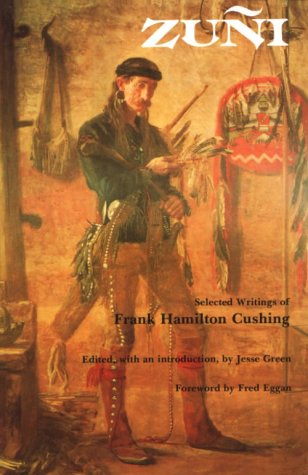 ZUÑI
Selected Writings of
Frank Hamilton Cushing
Edited, with an introduction, by Jesse Green
Foreword by Fred Eggan